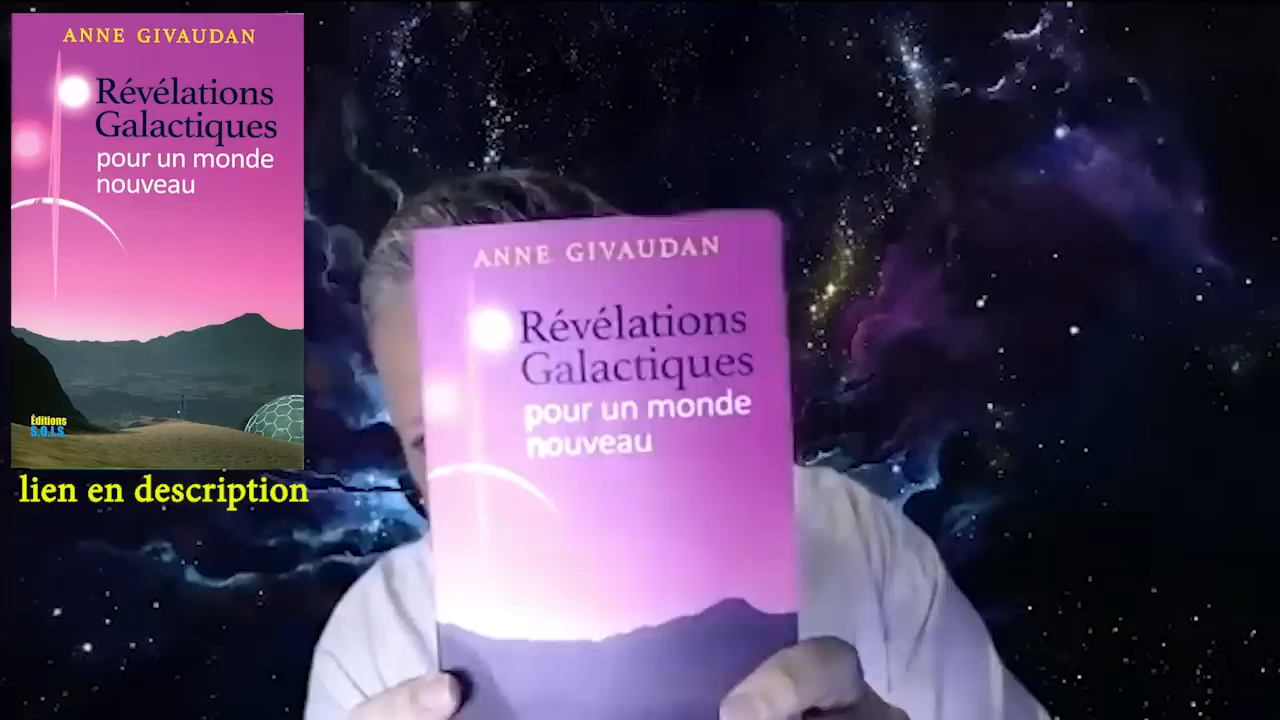 ANNE GIVAUDAN
Révélations
Galactiques
pour un monde
nouveau
Éditions
S.O.I.S.
lien en description
ANNE GIVAUDAN
Révélations
Galactiques
pour un monde
nouveau